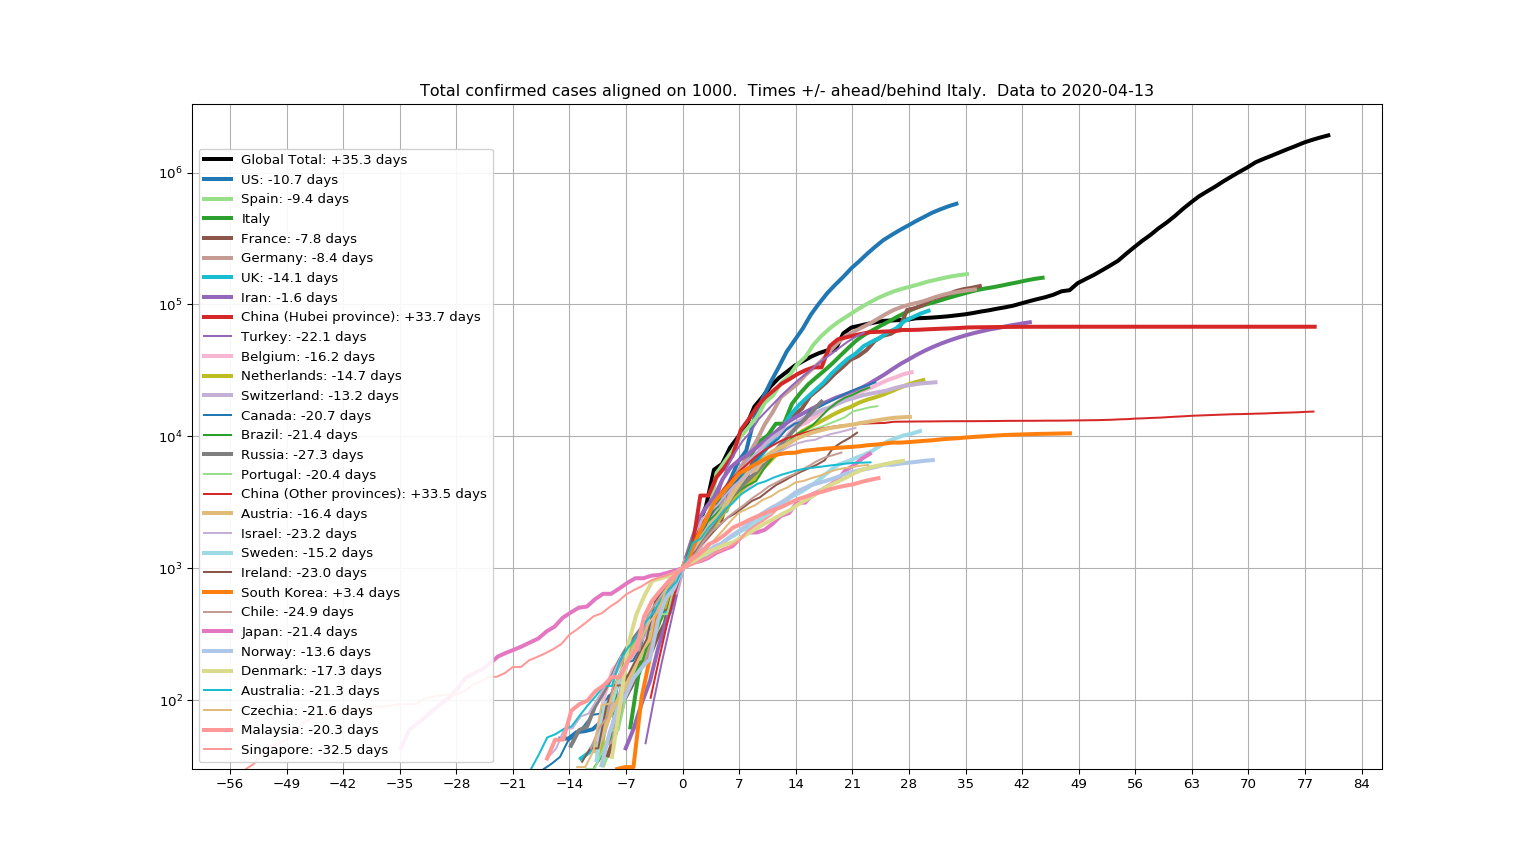 Total confirmed cases aligned on 1000.  Times +/- ahead/behind Italy.  Data to 2020-04-13
10^6
10^5
10^4
10^3
10^2
Global Total: +35.3 days
US: -10.7 days
Spain: -9.4 days
Italy
France: -7.8 days
Germany: -8.4 days
UK: -14.1 days
Iran: -1.6 days
China (Hubei province): +33.7 days
Turkey: -22.1 days
Belgium: -16.2 days
Netherlands: -14.7 days
Switzerland: -13.2 days
Canada: -20.7 days
Brazil: -21.4 days
Russia: -27.3 days
Portugal: -20.4 days
China (Other provinces): +33.5 days
Austria: -16.4 days
Israel: -23.2 days
Sweden: -15.2 days
Ireland: -23.0 days
South Korea: +3.4 days
Chile: -24.9 days
Japan: -21.4 days
Norway: -13.6 days
Denmark: -17.3 days
Australia: -21.3 days
Czechia: -21.6 days
Malaysia: -20.3 days
Singapore: -32.5 days
−56 −49 −42 −35 −28 −21 −14 −7 0 7 14 21 28 35 42 49 56 63 70 77 84